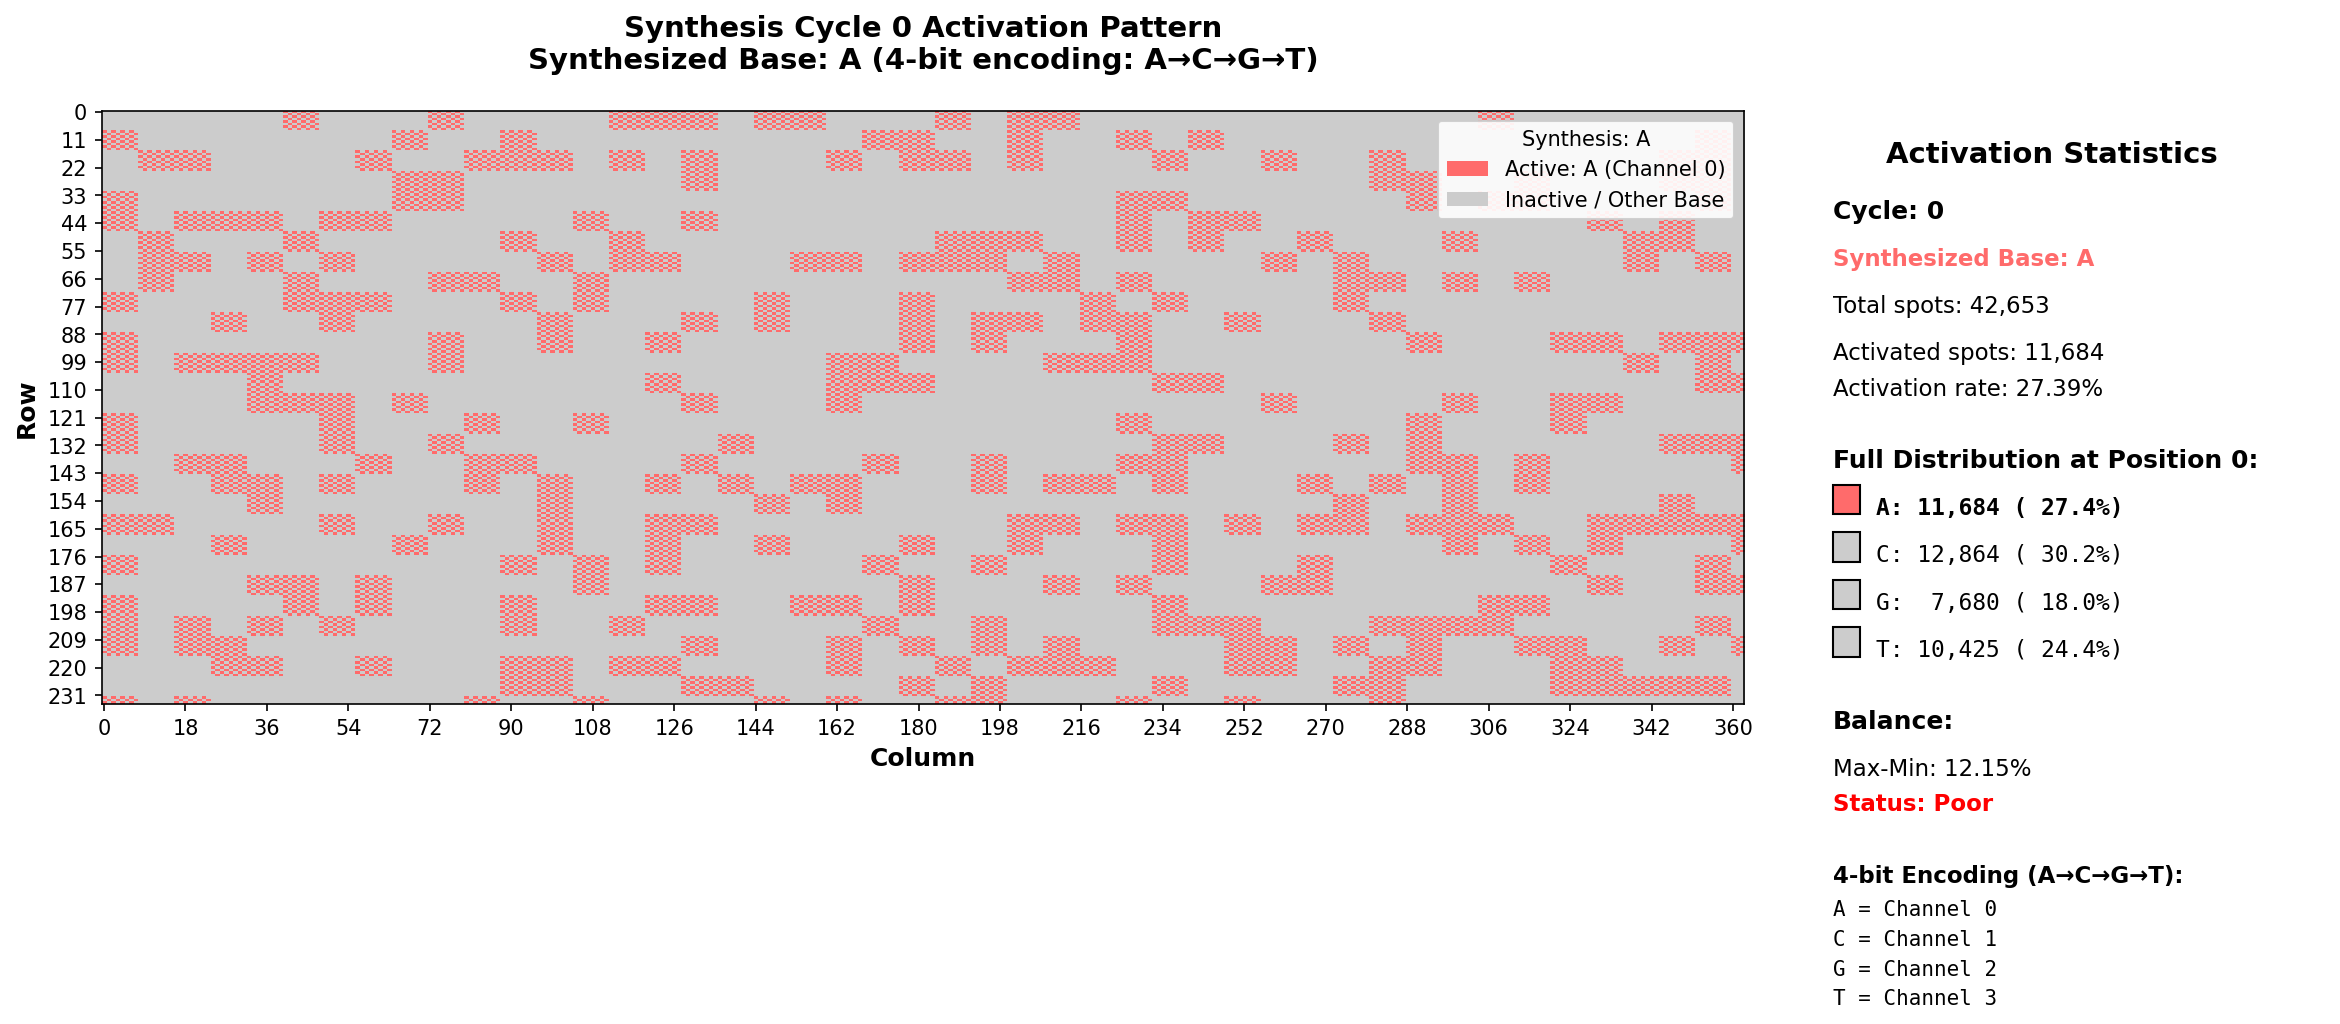 Synthesis Cycle 0 Activation Pattern
Synthesized Base: A (4-bit encoding: A→C→G→T)
0
11
22
33
44
55
66
77
88
99
110
121
132
143
154
165
176
187
198
209
220
231
Row
0 18 36 54 72 90 108 126 144 162 180 198 216 234 252 270 288 306 324 342 360
Column
Synthesis: A
Active: A (Channel 0)
Inactive / Other Base
Activation Statistics
Cycle: 0
Synthesized Base: A
Total spots: 42,653
Activated spots: 11,684
Activation rate: 27.39%
Full Distribution at Position 0:
A: 11,684 ( 27.4%)
C: 12,864 ( 30.2%)
G:  7,680 ( 18.0%)
T: 10,425 ( 24.4%)
Balance:
Max-Min: 12.15%
Status: Poor
4-bit Encoding (A→C→G→T):
A = Channel 0
C = Channel 1
G = Channel 2
T = Channel 3